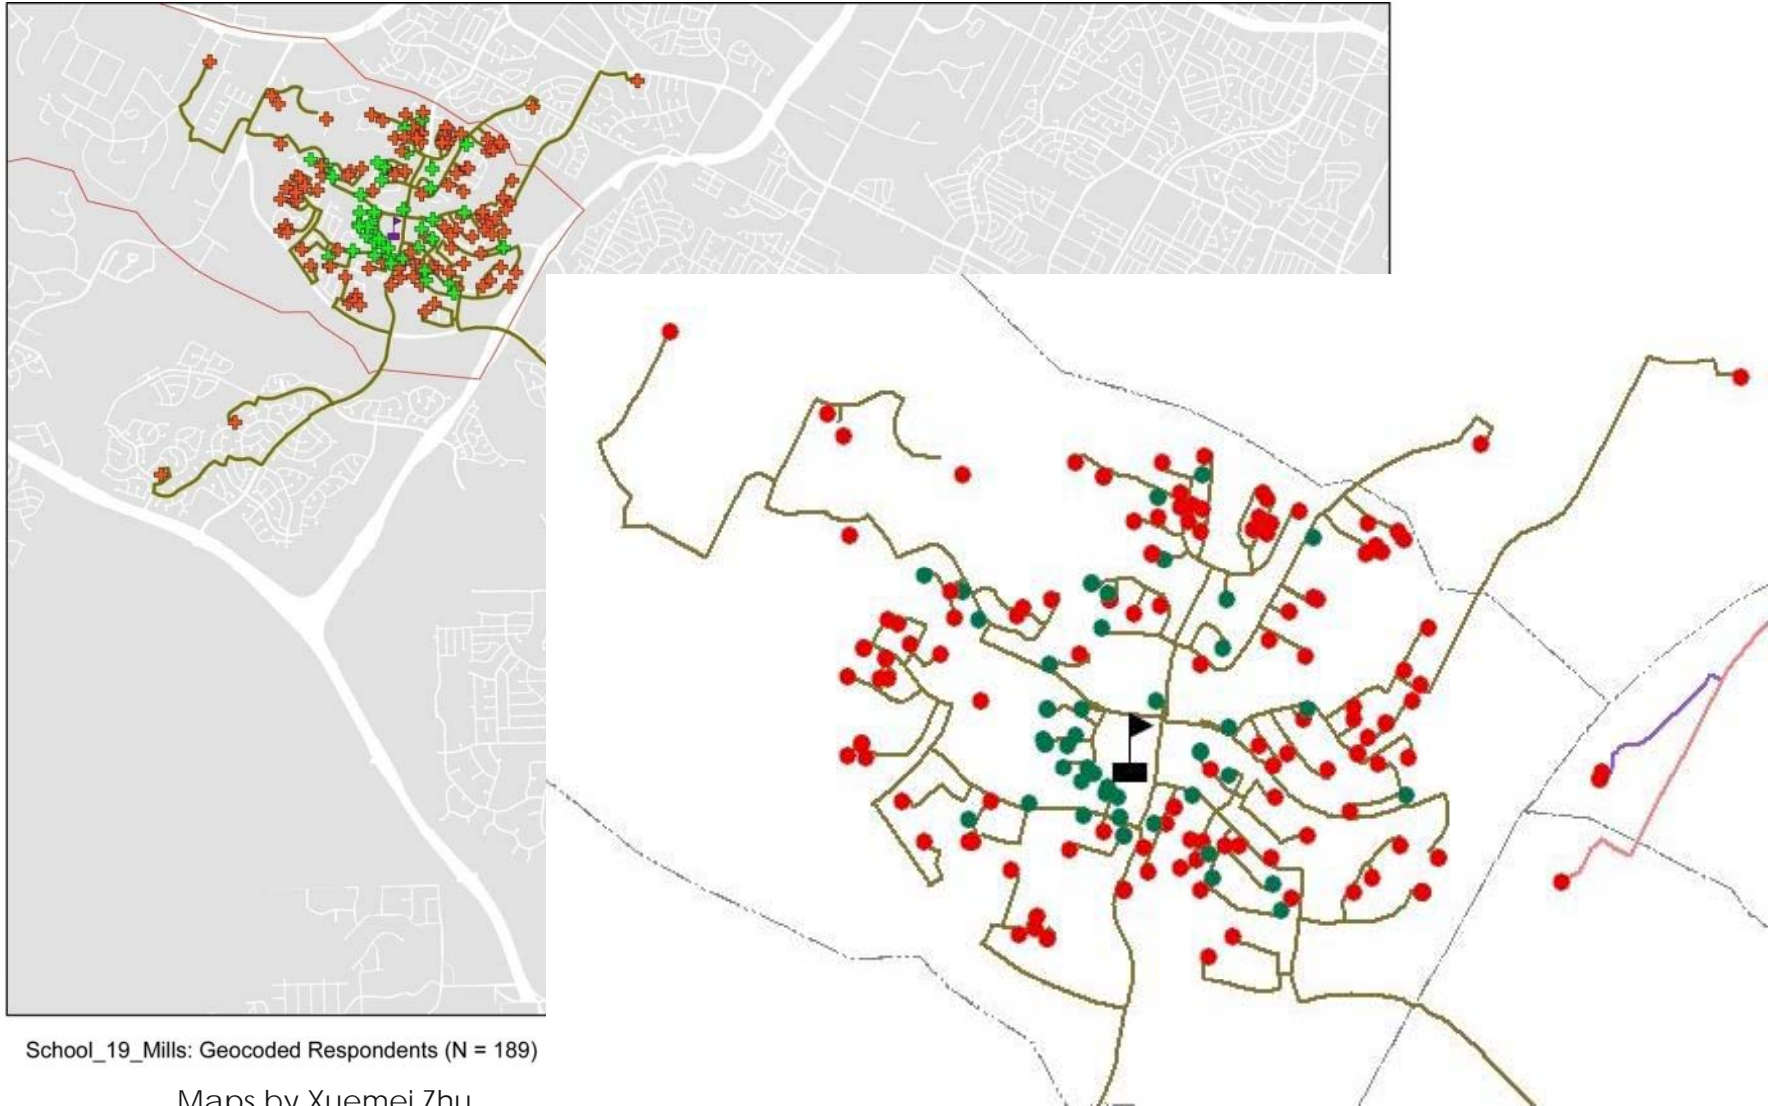 School_19_Mills: Geocoded Respondents (N = 189)
Maps by Xuemei Zhu